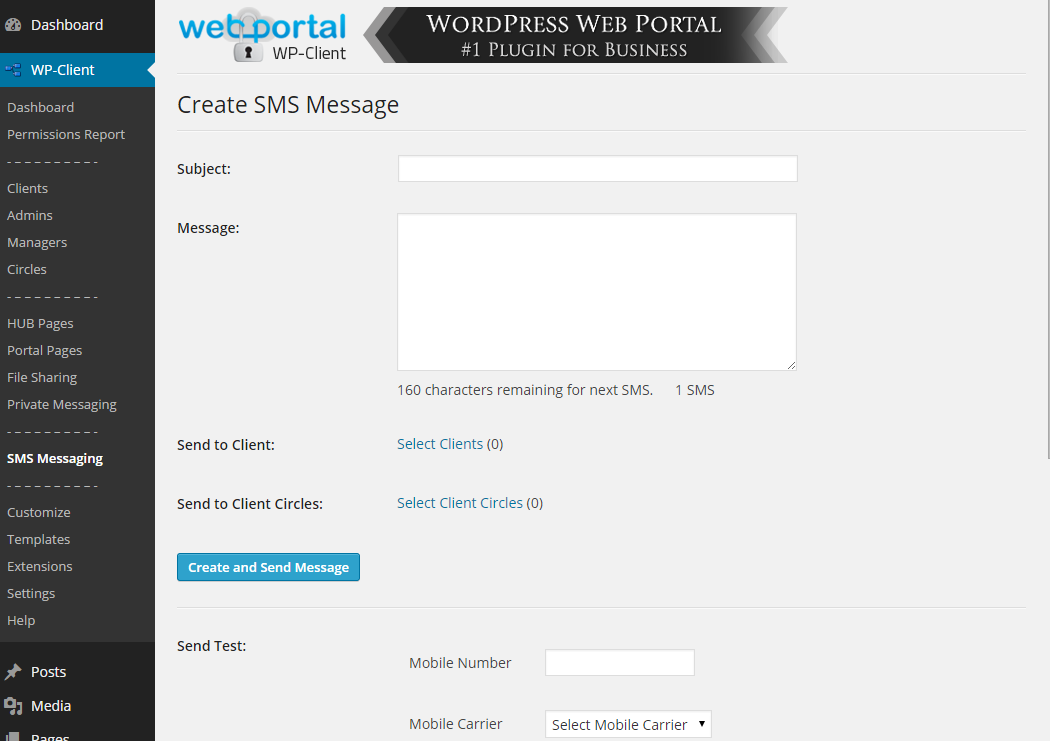 Dashboard
WP-Client
Dashboard
Permissions Report
- - - - - - - - - -
Clients
Admins
Managers
Circles
- - - - - - - - - -
HUB Pages
Portal Pages
File Sharing
Private Messaging
- - - - - - - - - -
SMS Messaging
- - - - - - - - - -
Customize
Templates
Extensions
Settings
Help
Posts
Media
Pages
web portal
WP-Client
WORDPRESS WEB PORTAL
#1 PLUGIN FOR BUSINESS
Create SMS Message
Subject:
Message:
160 characters remaining for next SMS. 1 SMS
Send to Client: Select Clients (0)
Send to Client Circles: Select Client Circles (0)
Create and Send Message
Send Test:
Mobile Number
Mobile Carrier Select Mobile Carrier